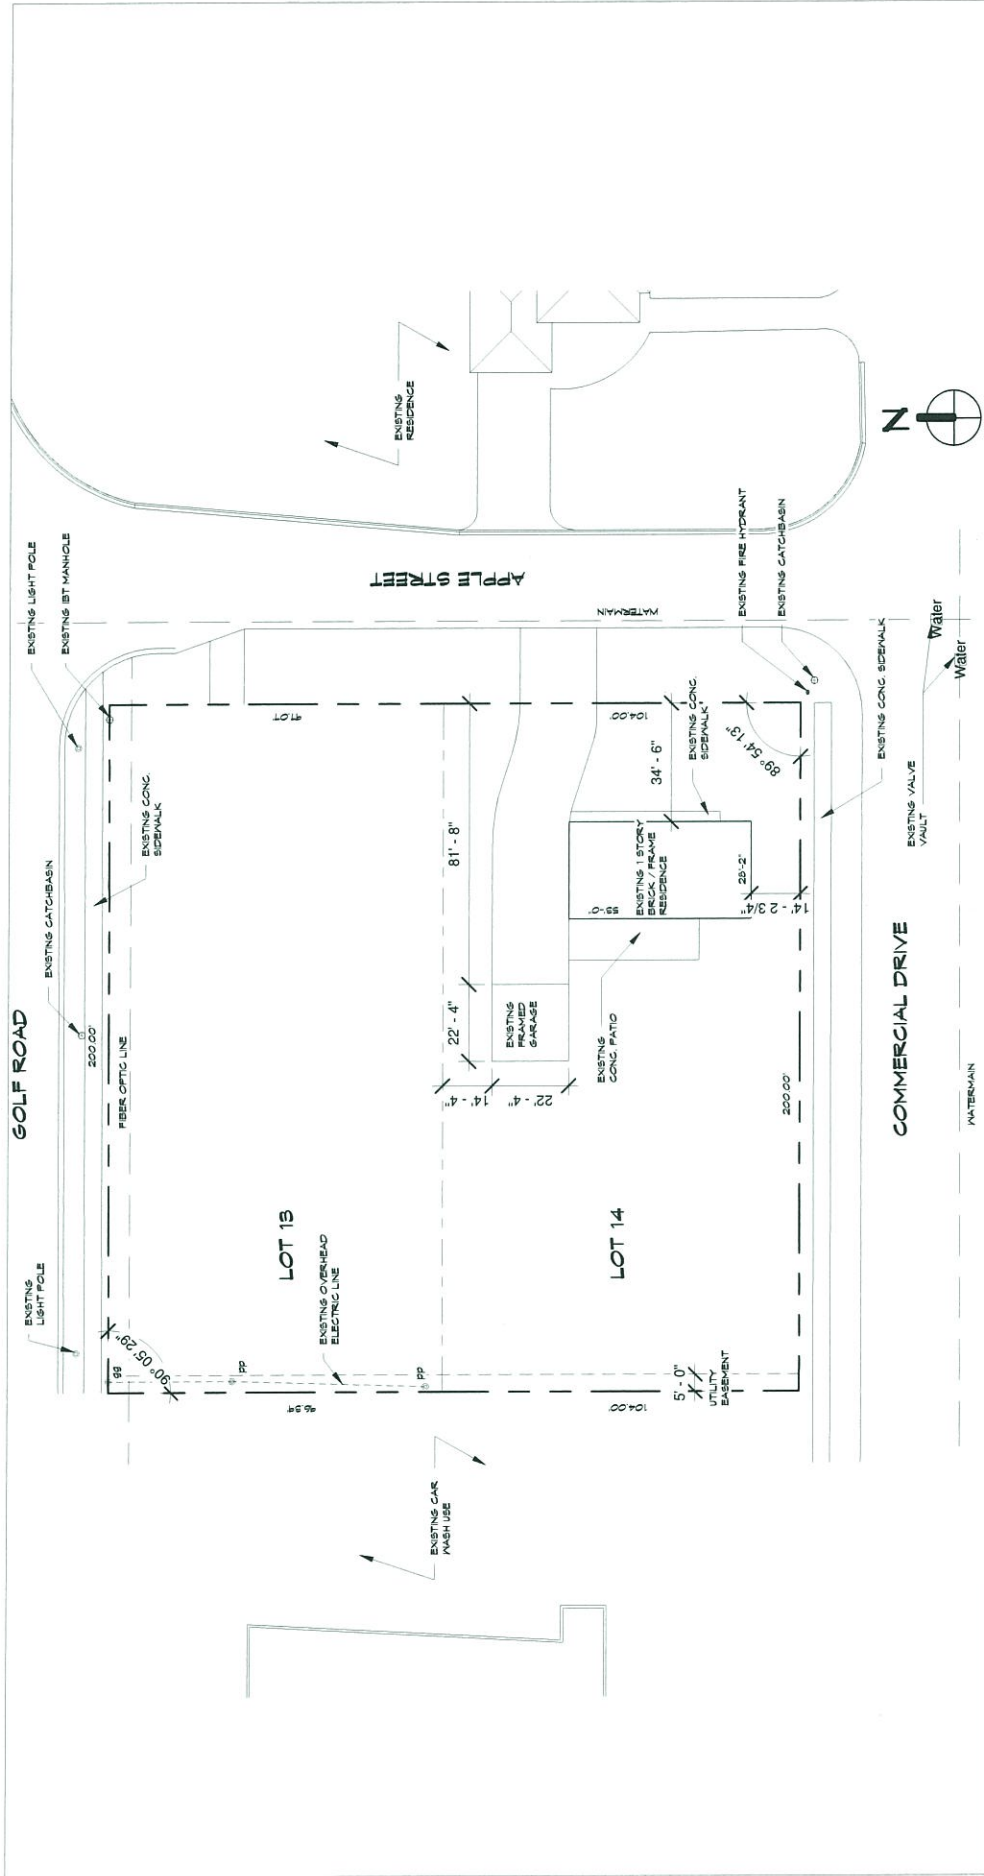 GOLF ROAD
EXISTING
LIGHT POLE
EXISTING CATCHBASIN
EXISTING LIGHT POLE
EXISTING IBT MANHOLE
200.00'
FIBER OPTIC LINE
EXISTING CONC.
SIDEWALK
90° 05' 29"
gg
pp
pp
LOT 13
EXISTING OVERHEAD
ELECTRIC LINE
EXISTING
RESIDENCE
APPLE STREET
WATERMAIN
22' - 4"
81' - 8"
14' - 4"
22' - 4"
EXISTING
FRAMED
GARAGE
EXISTING
CONC. PATIO
53'-0"
EXISTING 1 STORY
BRICK / FRAME
RESIDENCE
28'-2"
34' - 6"
104.00'
EXISTING CONC.
SIDEWALK
89° 54' 13"
14' - 2 3/4"
LOT 14
104.00'
5' - 0"
UTILITY
EASEMENT
200.00'
EXISTING CAR
WASH USE
EXISTING FIRE HYDRANT
EXISTING CATCHBASIN
EXISTING CONC. SIDEWALK
EXISTING VALVE
VAULT
COMMERCIAL DRIVE
WATERMAIN
Water
Water
N